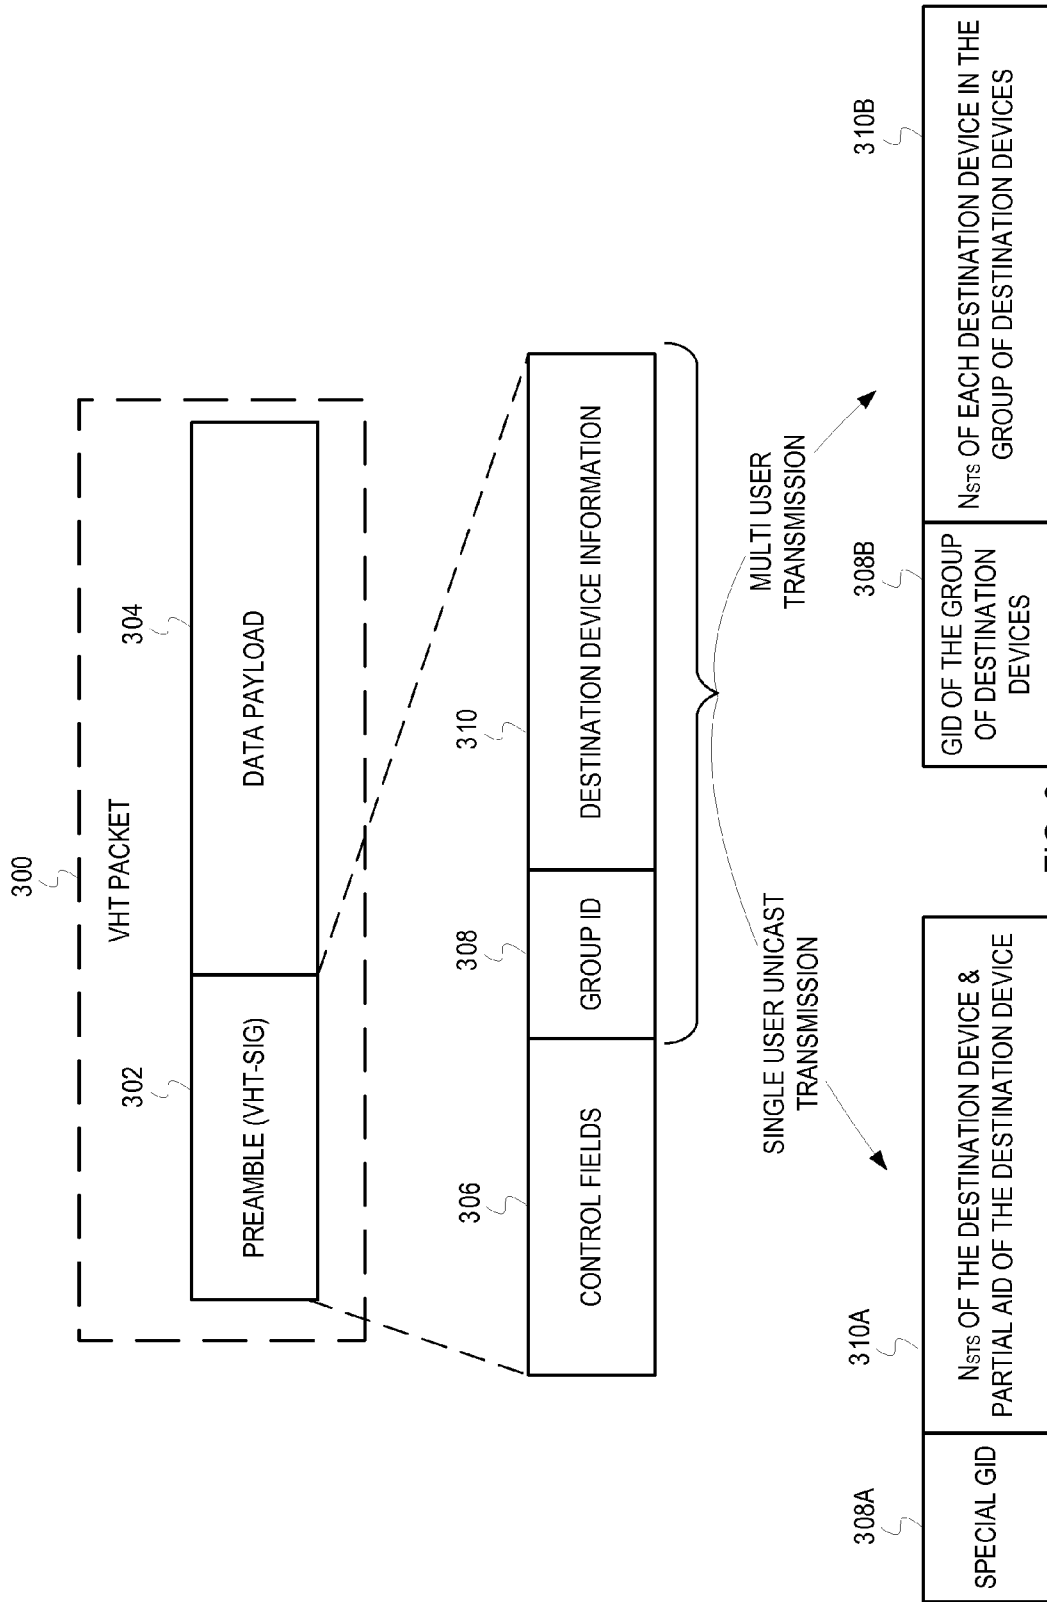 300
VHT PACKET
302
304
PREAMBLE (VHT-SIG)
DATA PAYLOAD
306
308
310
CONTROL FIELDS
GROUP ID
DESTINATION DEVICE INFORMATION
SINGLE USER UNICAST
TRANSMISSION
MULTI USER
TRANSMISSION
308A
310A
SPECIAL GID
NSTS OF THE DESTINATION DEVICE &
PARTIAL AID OF THE DESTINATION DEVICE
308B
310B
GID OF THE GROUP
OF DESTINATION
DEVICES
NSTS OF EACH DESTINATION DEVICE IN THE
GROUP OF DESTINATION DEVICES